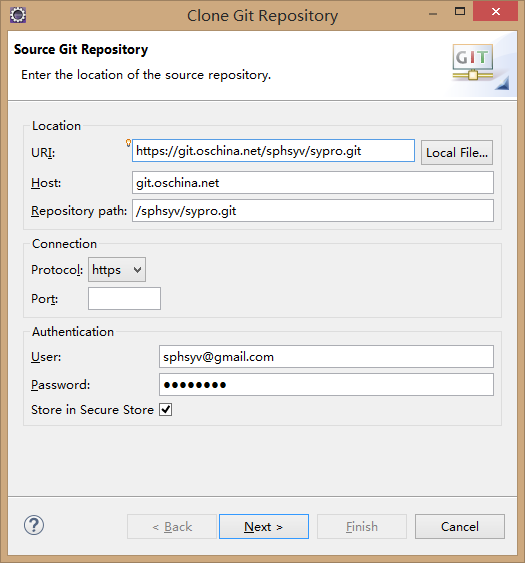 Clone Git Repository
Source Git Repository
Enter the location of the source repository.
GIT
Location
URI: https://git.oschina.net/sphsyv/sypro.git Local File...
Host: git.oschina.net
Repository path: /sphsyv/sypro.git
Connection
Protocol: https
Port:
Authentication
User: sphsyv@gmail.com
Password: ●●●●●●●●
Store in Secure Store
? < Back Next > Finish Cancel